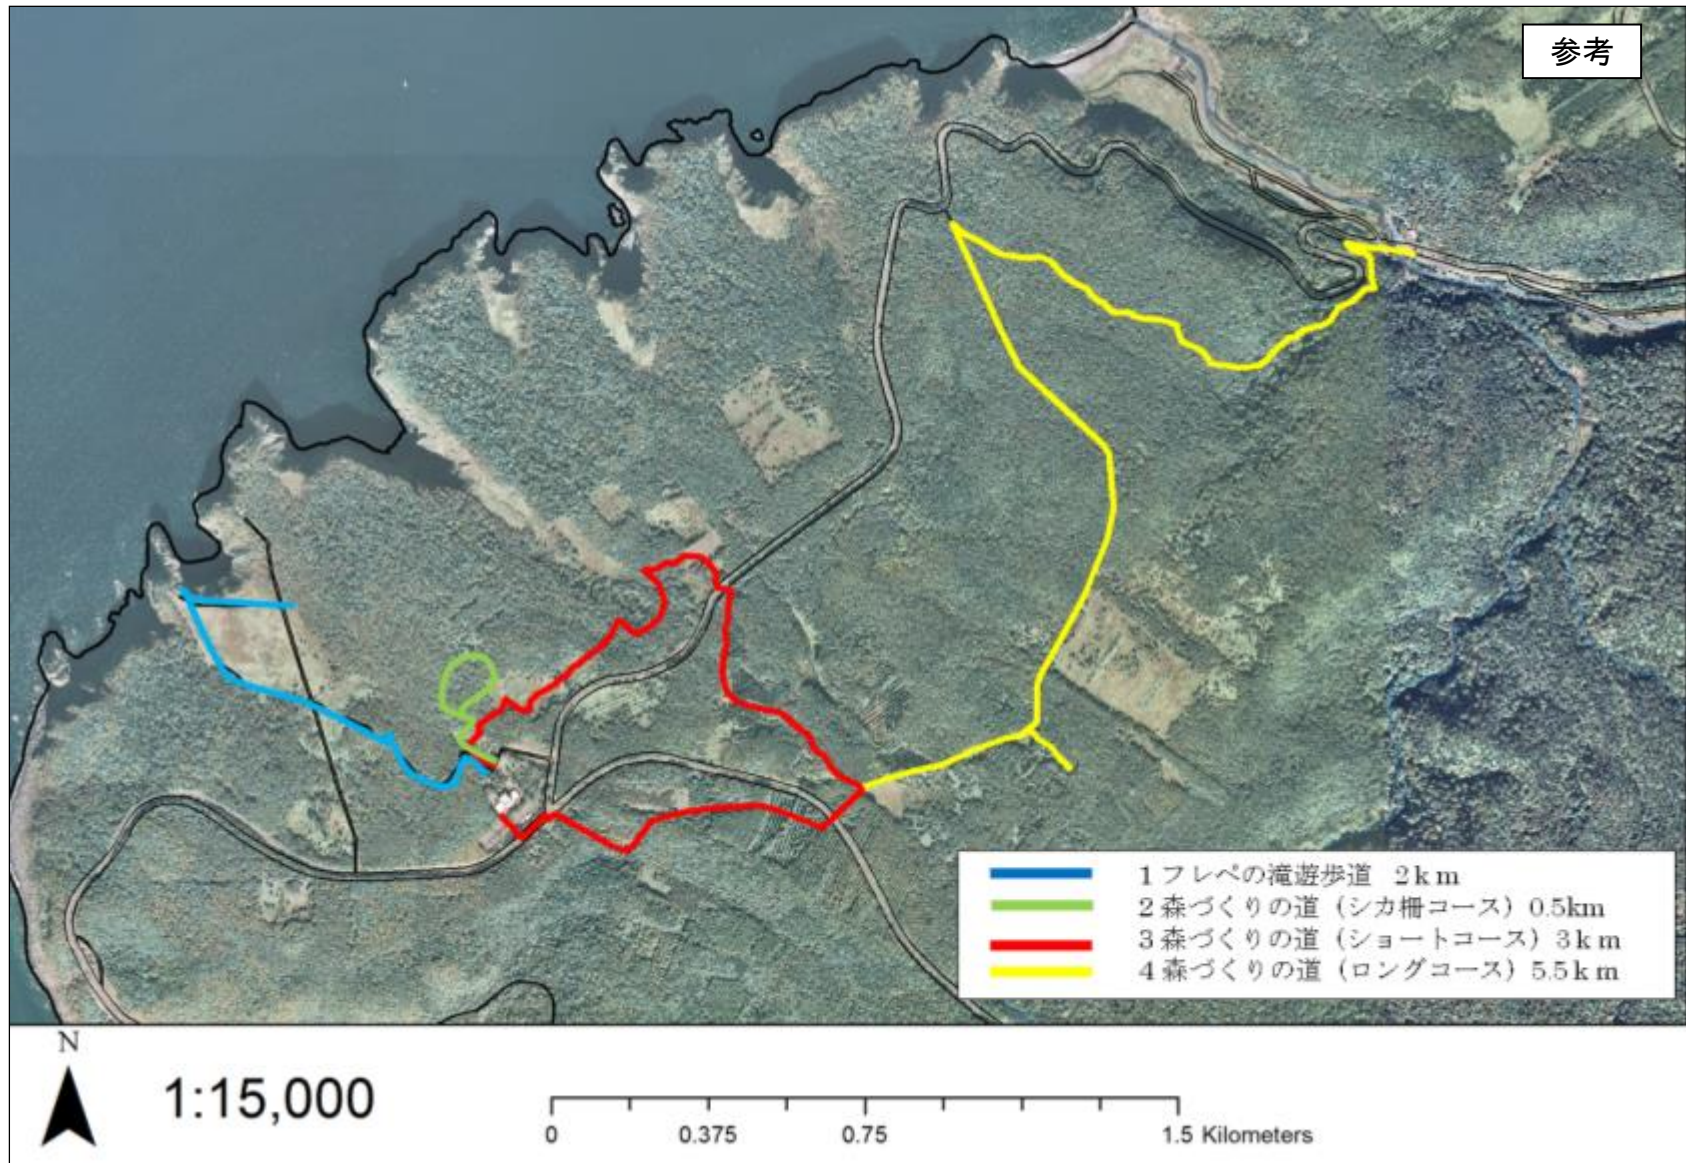 参考
1フレペの滝遊歩道 2km
2森づくりの道（シカ柵コース）0.5km
3森づくりの道（ショートコース）3km
4森づくりの道（ロングコース）5.5km
N
1:15,000
0 0.375 0.75 1.5 Kilometers